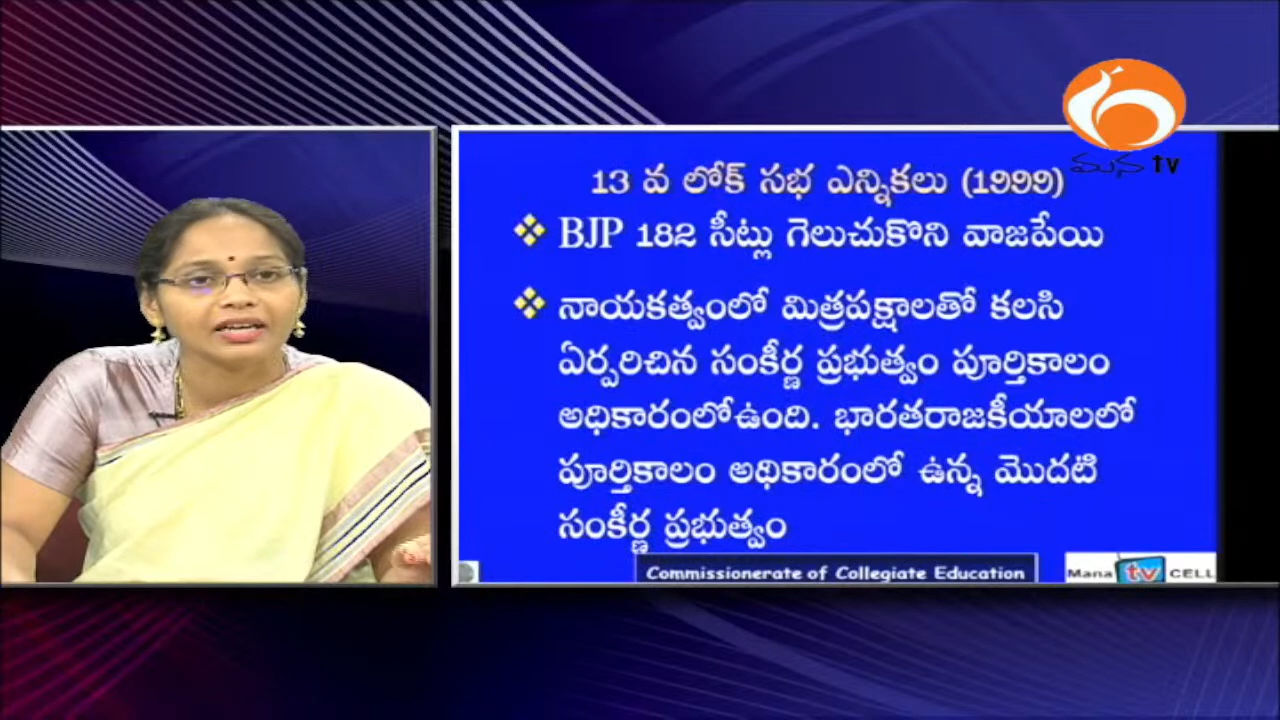 మన tv
13 వ లోక్ సభ ఎన్నికలు (1999)
BJP 182 సీట్లు గెలుచుకొని వాజపేయి
నాయకత్వంలో మిత్రపక్షాలతో కలసి
ఏర్పరిచిన సంకీర్ణ ప్రభుత్వం పూర్తికాలం
అధికారంలోఉంది. భారతరాజకీయాలలో
పూర్తికాలం అధికారంలో ఉన్న మొదటి
సంకీర్ణ ప్రభుత్వం
Commissionerate of Collegiate Education
Mana tv CELL